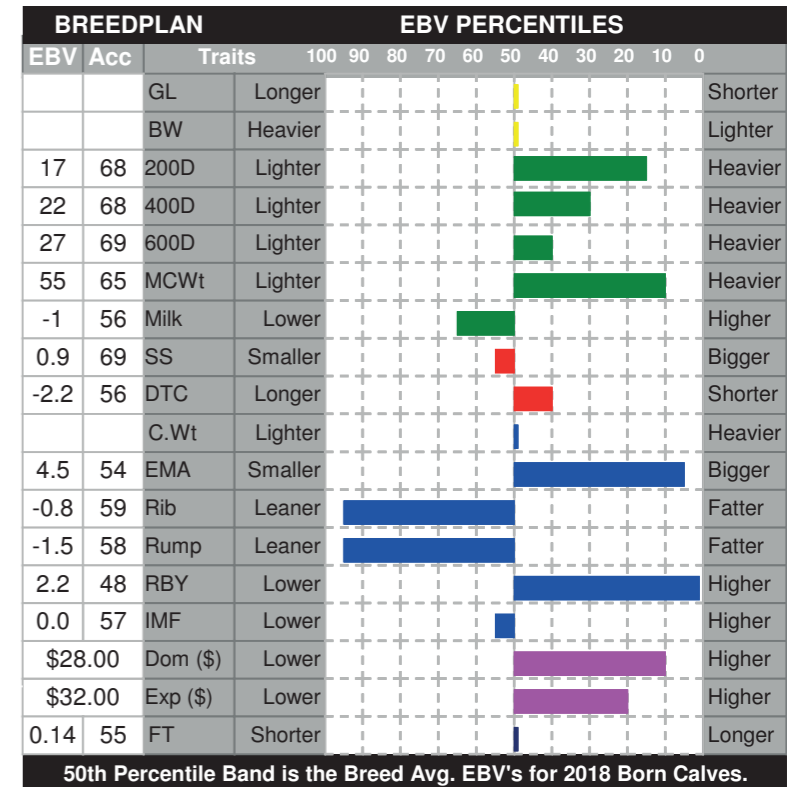 BREEDPLAN EBV PERCENTILES
EBV Acc Traits 100 90 80 70 60 50 40 30 20 10 0
GL Longer Shorter
BW Heavier Lighter
17 68 200D Lighter Heavier
22 68 400D Lighter Heavier
27 69 600D Lighter Heavier
55 65 MCWt Lighter Heavier
-1 56 Milk Lower Higher
0.9 69 SS Smaller Bigger
-2.2 56 DTC Longer Shorter
C.Wt Lighter Heavier
4.5 54 EMA Smaller Bigger
-0.8 59 Rib Leaner Fatter
-1.5 58 Rump Leaner Fatter
2.2 48 RBY Lower Higher
0.0 57 IMF Lower Higher
$28.00 Dom ($) Lower Higher
$32.00 Exp ($) Lower Higher
0.14 55 FT Shorter Longer
50th Percentile Band is the Breed Avg. EBV's for 2018 Born Calves.